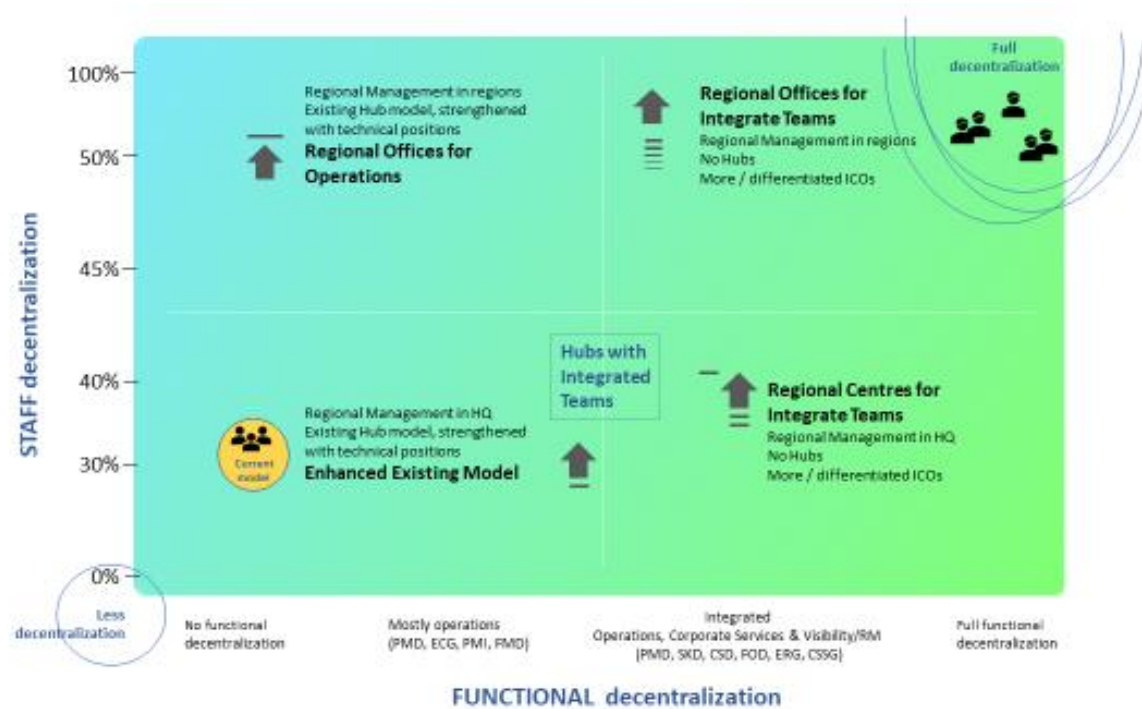 Full
decentralization
100%
Regional Management in regions
Existing Hub model, strengthened
with technical positions
Regional Offices for
Operations
Regional Offices for
Integrate Teams
Regional Management in regions
No Hubs
More / differentiated ICOs
50%
45%
STAFF decentralization
40%
30%
0%
Hubs with
Integrated
Teams
Regional Management in HQ
Existing Hub model, strengthened
with technical positions
Enhanced Existing Model
Current
model
Regional Centres for
Integrate Teams
Regional Management in HQ
No Hubs
More / differentiated ICOs
Less
decentralization
No functional
decentralization
Mostly operations
(PMD, ECG, PMI, FMD)
Integrated
Operations, Corporate Services & Visibility/RM
(PMD, SKD, CSD, FOD, ERG, CSSG)
Full functional
decentralization
FUNCTIONAL decentralization